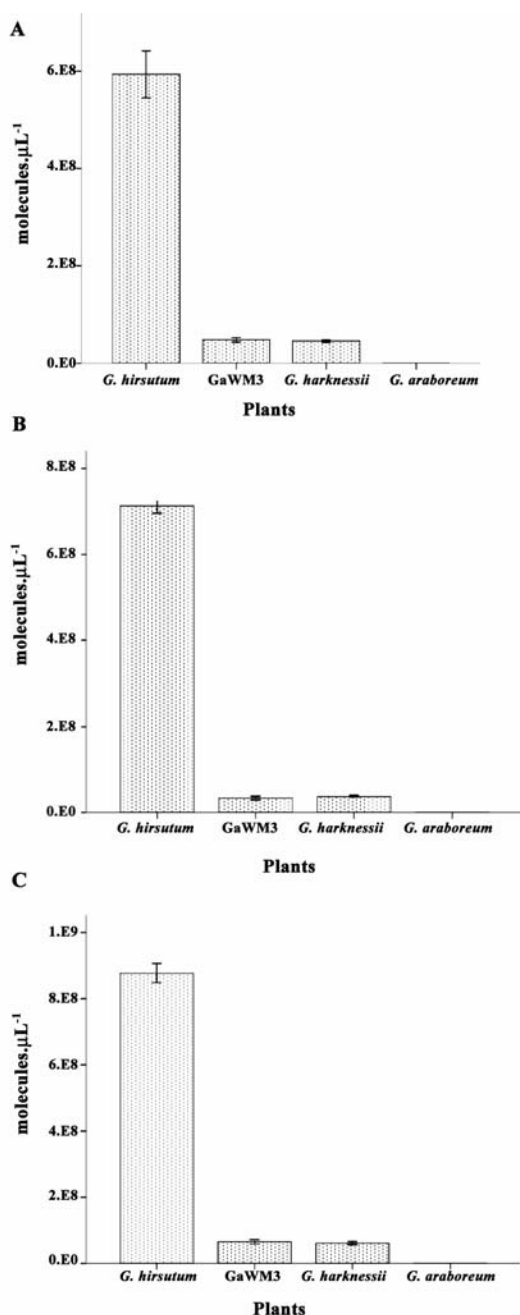 A
6.E8
4.E8
2.E8
0.E0
molecules.µL-1
G. hirsutum GaWM3 G. harknessii G. araboreum
Plants
B
8.E8
6.E8
4.E8
2.E8
0.E0
molecules.µL-1
G. hirsutum GaWM3 G. harknessii G. araboreum
Plants
C
1.E9
8.E8
6.E8
4.E8
2.E8
0.E0
molecules.µL-1
G. hirsutum GaWM3 G. harknessii G. araboreum
Plants